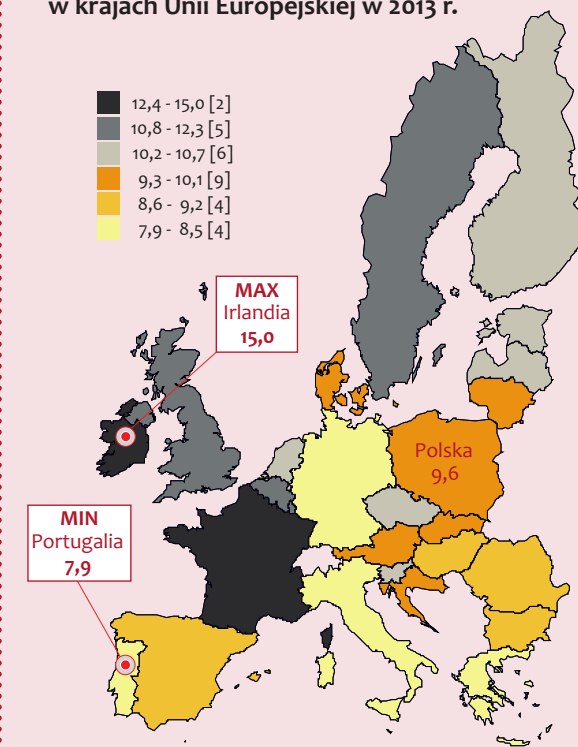 w krajach Unii Europejskiej w 2013 r.
12,4 - 15,0 [2]
10,8 - 12,3 [5]
10,2 - 10,7 [6]
9,3 - 10,1 [9]
8,6 - 9,2 [4]
7,9 - 8,5 [4]
MAX
Irlandia
15,0
Polska
9,6
MIN
Portugalia
7,9